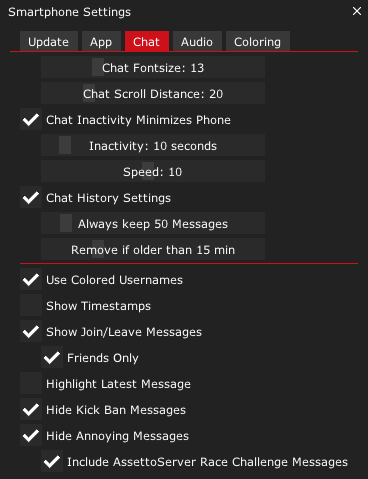 Smartphone Settings
Update App Chat Audio Coloring
Chat Fontsize: 13
Chat Scroll Distance: 20
Chat Inactivity Minimizes Phone
Inactivity: 10 seconds
Speed: 10
Chat History Settings
Always keep 50 Messages
Remove if older than 15 min
Use Colored Usernames
Show Timestamps
Show Join/Leave Messages
Friends Only
Highlight Latest Message
Hide Kick Ban Messages
Hide Annoying Messages
Include AssettoServer Race Challenge Messages